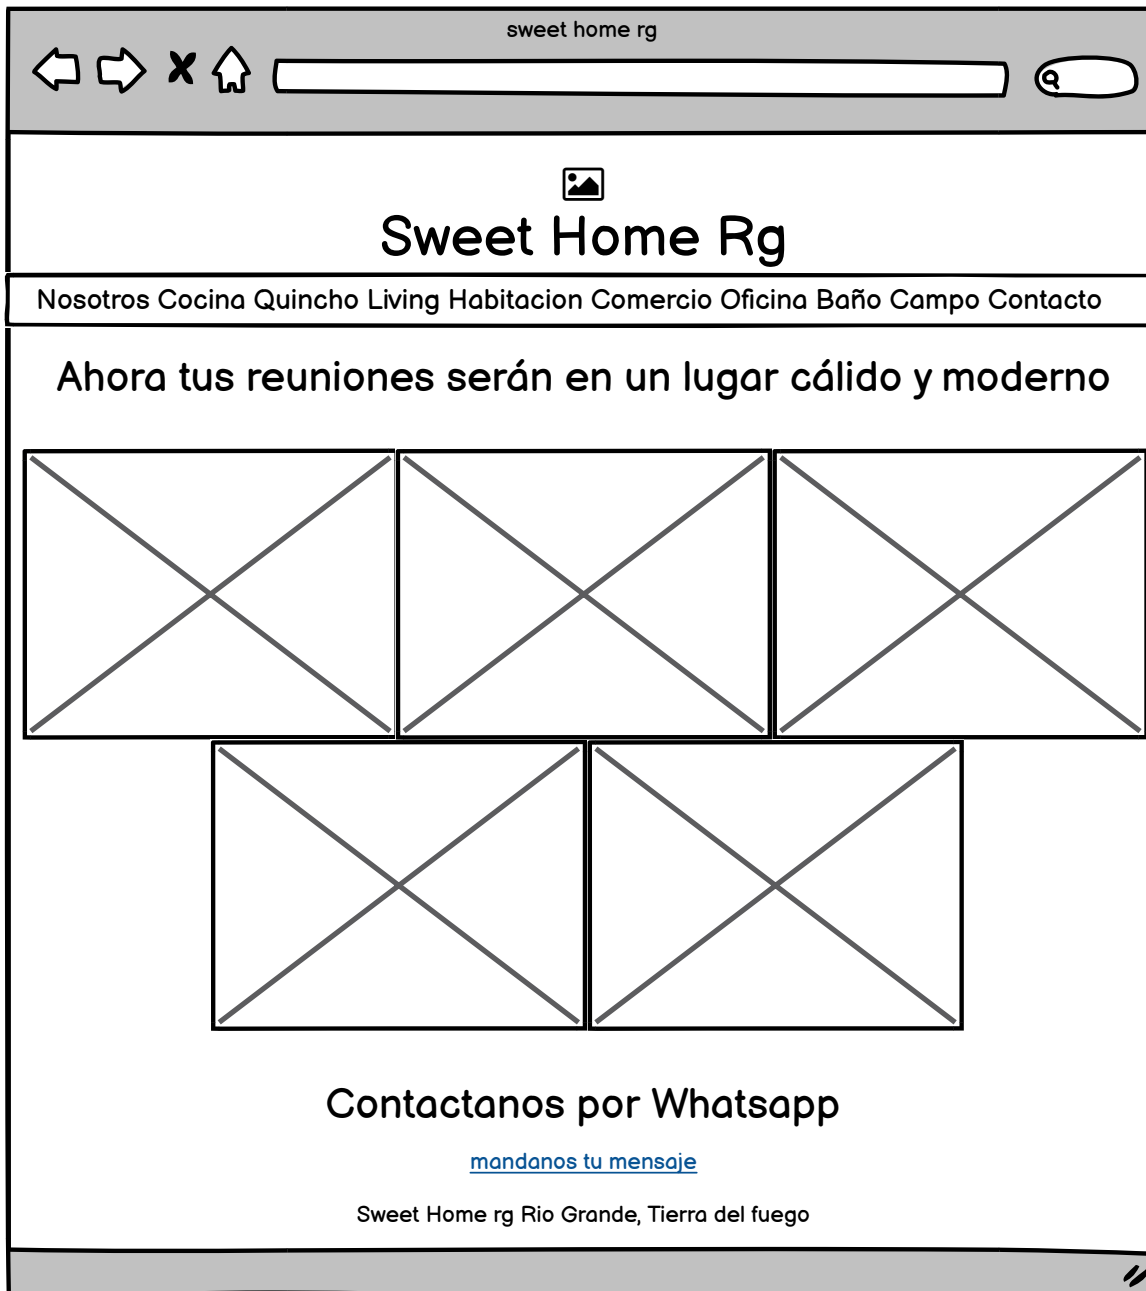 sweet home rg
Sweet Home Rg
Nosotros Cocina Quincho Living Habitacion Comercio Oficina Baño Campo Contacto
Ahora tus reuniones serán en un lugar cálido y moderno
Contactanos por Whatsapp
mandanos tu mensaje
Sweet Home rg Rio Grande, Tierra del fuego